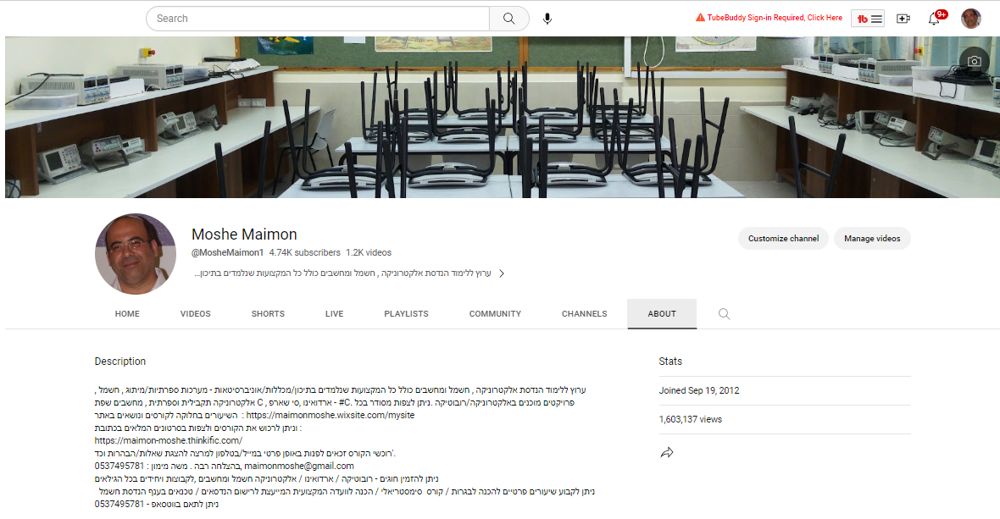 Search
TubeBuddy Sign-in Required, Click Here
tb
9+
Moshe Maimon
@MosheMaimon1 4.74K subscribers 1.2K videos
ערוץ ללימוד הנדסת אלקטרוניקה , חשמל ומחשבים כולל כל המקצועות שנלמדים בתיכון...
Customize channel
Manage videos
HOME VIDEOS SHORTS LIVE PLAYLISTS COMMUNITY CHANNELS ABOUT
Description
ערוץ ללימוד הנדסת אלקטרוניקה , חשמל ומחשבים כולל כל המקצועות שנלמדים בתיכון/מכללות/אוניברסיטאות - מערכות ספרתיות/מיתוג , חשמל ,
אלקטרוניקה תקבילית וספרתית , מחשבים שפת C , ארדואינו ,סי שארפ - #C. פרויקטים מוכנים באלקטרוניקה/רובוטיקה .ניתן לצפות מסודר בכל
השיעורים בחלוקה לקורסים ונושאים באתר : https://maimonmoshe.wixsite.com/mysite
וניתן לרכוש את הקורסים ולצפות בסרטונים המלאים בכתובת :
https://maimon-moshe.thinkific.com/
רוכשי הקורס זכאים לפנות באופן פרטי במייל/בטלפון למרצה להצגת שאלות/הבהרות וכד'.
בהצלחה רבה . משה מימון : 0537495781, maimonmoshe@gmail.com
ניתן להזמין חוגים - רובוטיקה / ארדואינו / אלקטרוניקה חשמל ומחשבים ,לקבוצות ויחידים בכל הגילאים
ניתן לקבוע שיעורים פרטיים להכנה לבגרות / קורס סימסטריאלי / הכנה לוועדה המקצועית המייעצת לרישום הנדסאים / טכנאים בענף הנדסת חשמל
ניתן לתאם בווטסאפ - 0537495781
Stats
Joined Sep 19, 2012
1,603,137 views